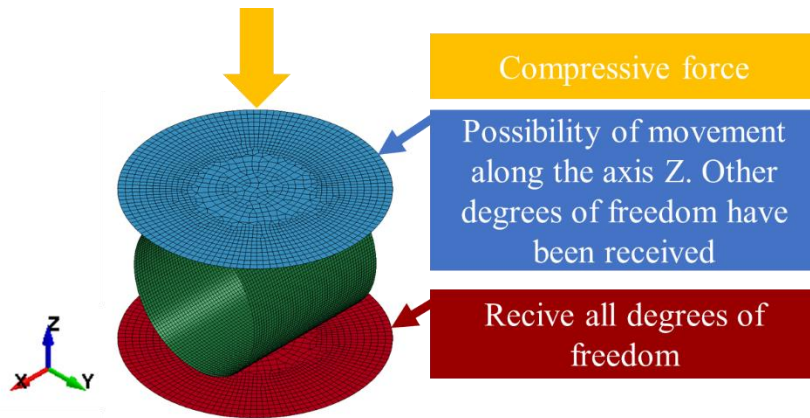 Compressive force
Possibility of movement
along the axis Z. Other
degrees of freedom have
been received
Recive all degrees of
freedom
Z
X
Y